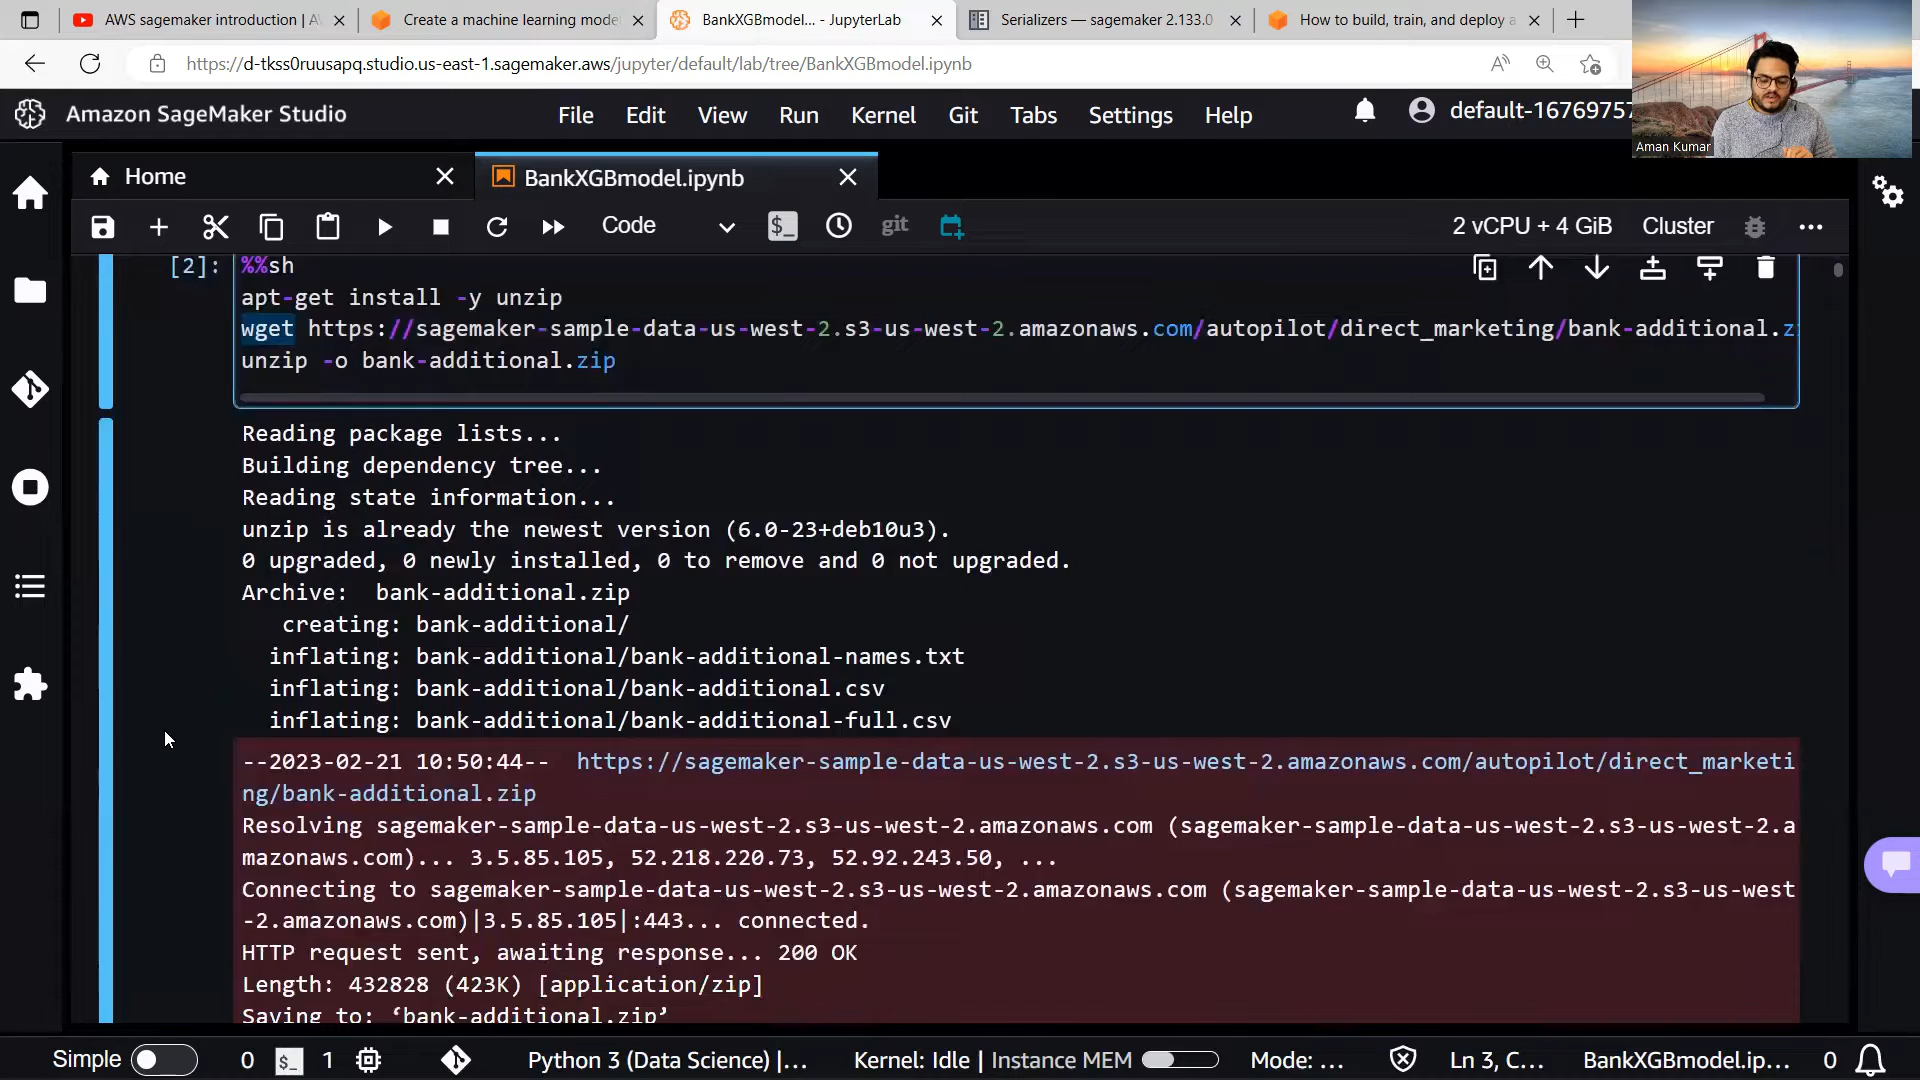 AWS sagemaker introduction | A
Create a machine learning mode
BankXGBmodel... - JupyterLab
Serializers — sagemaker 2.133.0
How to build, train, and deploy a
https://d-tkss0ruusapq.studio.us-east-1.sagemaker.aws/jupyter/default/lab/tree/BankXGBmodel.ipynb
Amazon SageMaker Studio
File Edit View Run Kernel Git Tabs Settings Help
default-16769757
Aman Kumar
Home
BankXGBmodel.ipynb
Code
git
2 vCPU + 4 GiB
Cluster
[2]:
%%sh
apt-get install -y unzip
wget https://sagemaker-sample-data-us-west-2.s3-us-west-2.amazonaws.com/autopilot/direct_marketing/bank-additional.z
unzip -o bank-additional.zip
Reading package lists...
Building dependency tree...
Reading state information...
unzip is already the newest version (6.0-23+deb10u3).
0 upgraded, 0 newly installed, 0 to remove and 0 not upgraded.
Archive:  bank-additional.zip
creating: bank-additional/
inflating: bank-additional/bank-additional-names.txt
inflating: bank-additional/bank-additional.csv
inflating: bank-additional/bank-additional-full.csv
--2023-02-21 10:50:44--  https://sagemaker-sample-data-us-west-2.s3-us-west-2.amazonaws.com/autopilot/direct_marketi
ng/bank-additional.zip
Resolving sagemaker-sample-data-us-west-2.s3-us-west-2.amazonaws.com (sagemaker-sample-data-us-west-2.s3-us-west-2.a
mazonaws.com)... 3.5.85.105, 52.218.220.73, 52.92.243.50, ...
Connecting to sagemaker-sample-data-us-west-2.s3-us-west-2.amazonaws.com (sagemaker-sample-data-us-west-2.s3-us-west
-2.amazonaws.com)|3.5.85.105|:443... connected.
HTTP request sent, awaiting response... 200 OK
Length: 432828 (423K) [application/zip]
Saving to: ‘bank-additional.zip’
Simple
0
$_
1
Python 3 (Data Science) |...
Kernel: Idle | Instance MEM
Mode: ...
Ln 3, C...
BankXGBmodel.ip...
0